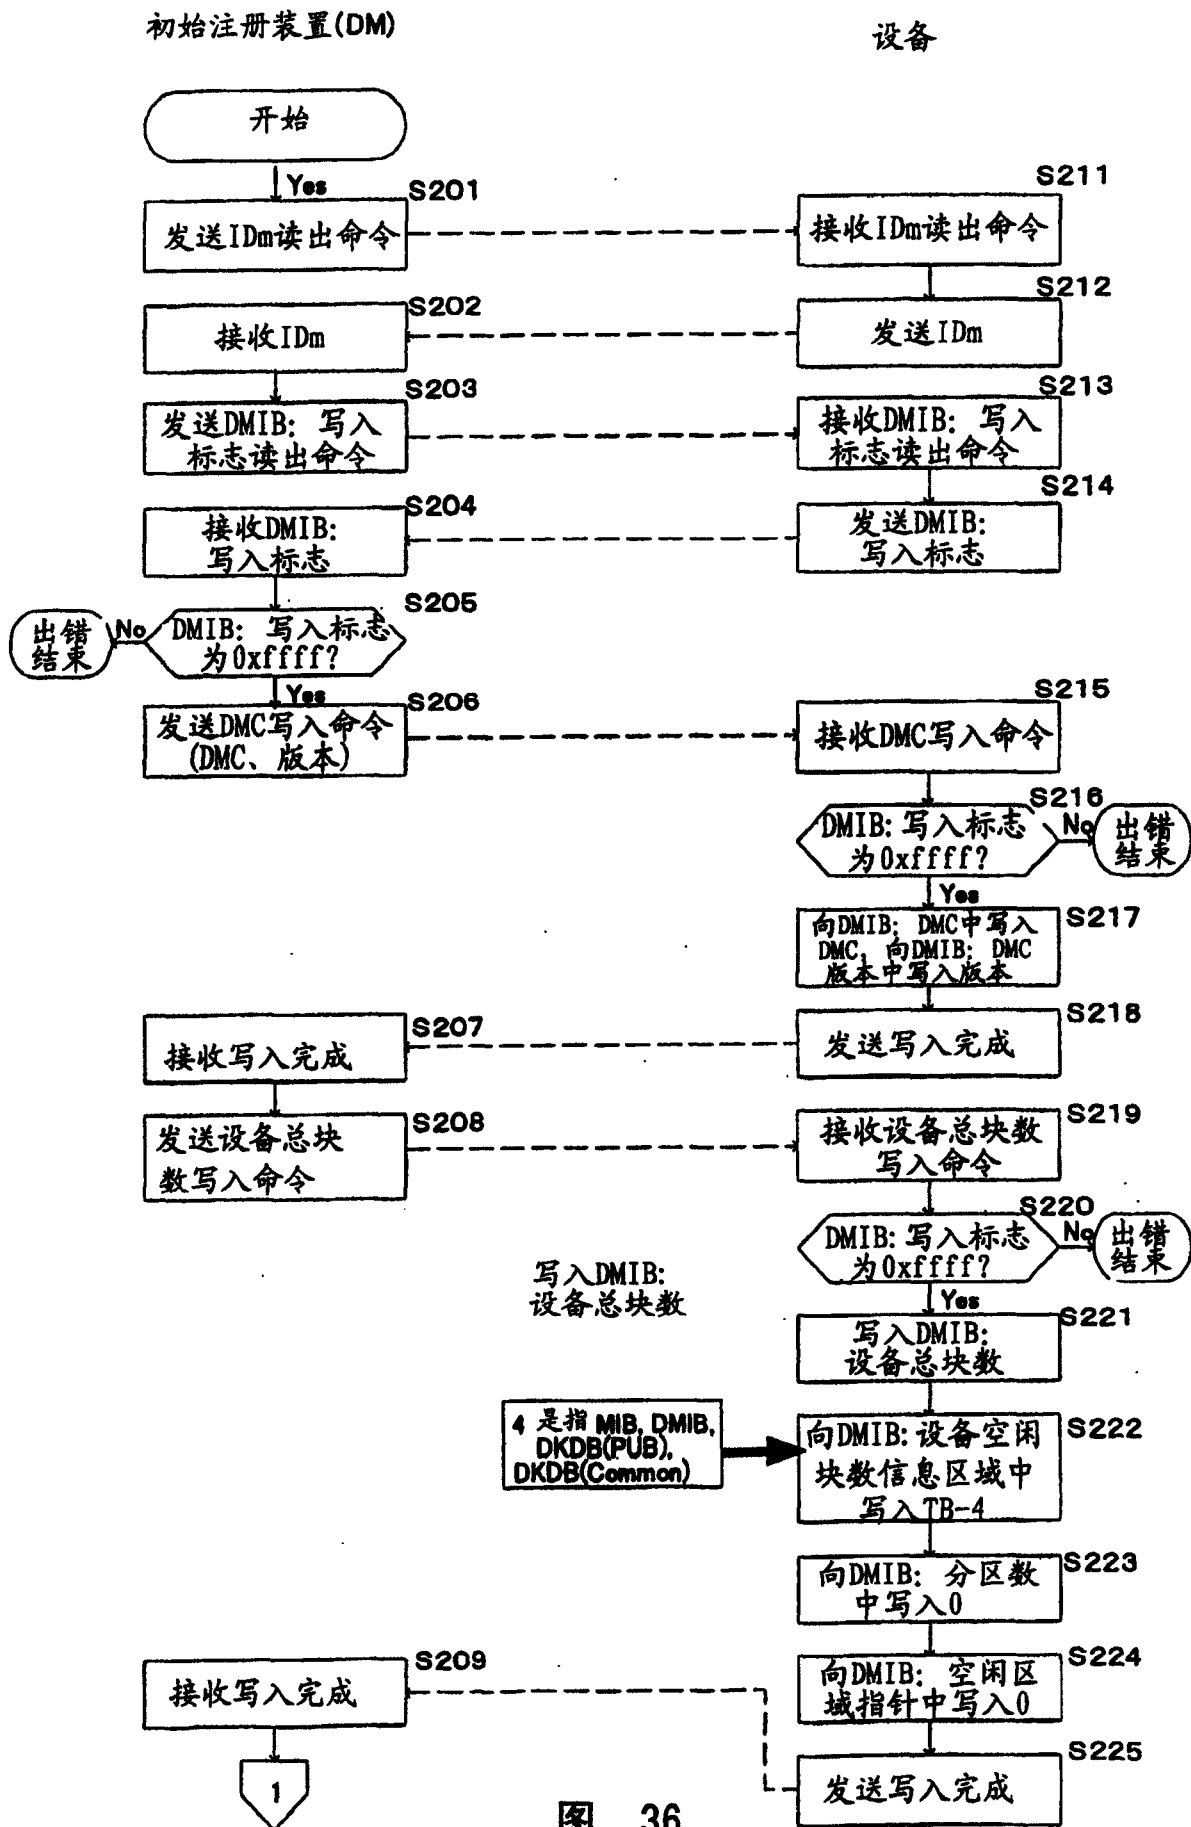 初始注册装置(DM)
设备
开始
Yes
S201
发送IDm读出命令
S211
接收IDm读出命令
S212
发送IDm
S202
接收IDm
S203
发送DMIB: 写入
标志读出命令
S213
接收DMIB: 写入
标志读出命令
S214
发送DMIB:
写入标志
S204
接收DMIB:
写入标志
S205
DMIB: 写入标志
为0xffff?
No
出错
结束
Yes
S206
发送DMC写入命令
(DMC、版本)
S215
接收DMC写入命令
S216
DMIB: 写入标志
为0xffff?
No
出错
结束
Yes
S217
向DMIB: DMC中写入
DMC, 向DMIB: DMC
版本中写入版本
S218
发送写入完成
S207
接收写入完成
S208
发送设备总块
数写入命令
S219
接收设备总块数
写入命令
S220
DMIB: 写入标志
为0xffff?
No
出错
结束
Yes
写入DMIB:
设备总块数
S221
写入DMIB:
设备总块数
4 是指 MIB, DMIB,
DKDB(PUB),
DKDB(Common)
S222
向DMIB: 设备空闲
块数信息区域中
写入TB-4
S223
向DMIB: 分区数
中写入0
S224
向DMIB: 空闲区
域指针中写入0
S225
发送写入完成
S209
接收写入完成
1
图 36